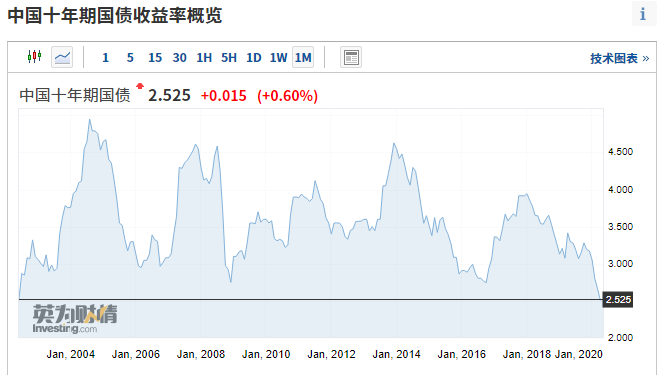 中国十年期国债收益率概览
i
1 5 15 30 1H 5H 1D 1W 1M
技术图表 »
中国十年期国债 2.525 +0.015 (+0.60%)
4.500
4.000
3.500
3.000
2.525
2.000
英为财情
Investing.com
Jan, 2004 Jan, 2006 Jan, 2008 Jan, 2010 Jan, 2012 Jan, 2014 Jan, 2016 Jan, 2018 Jan, 2020